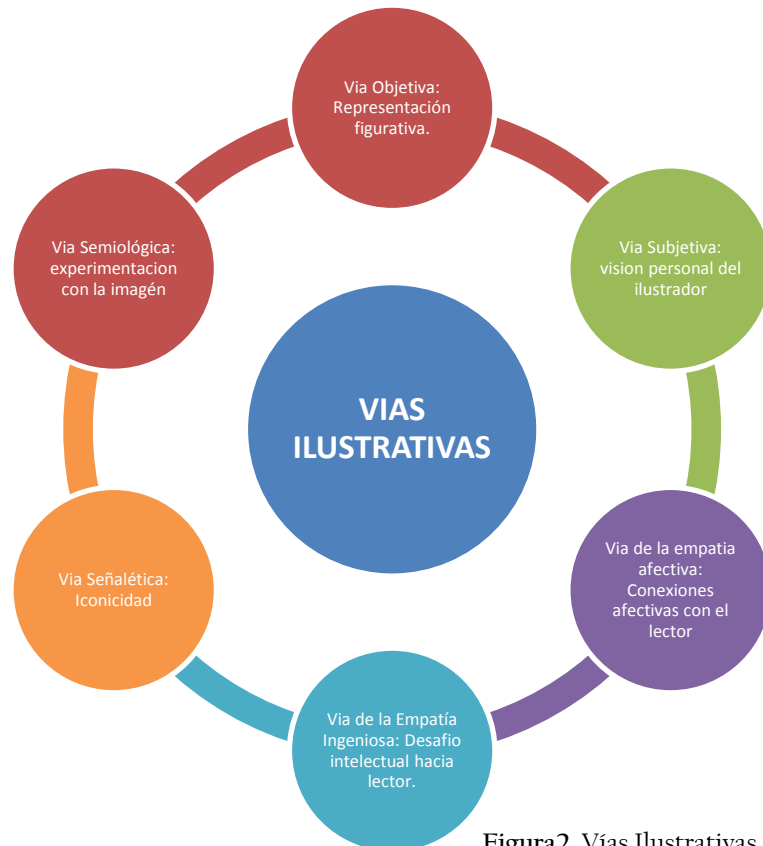 Via Objetiva:
Representación
figurativa.
Via Subjetiva:
vision personal del
ilustrador
Via de la empatia
afectiva:
Conexiones
afectivas con el
lector
Via de la Empatía
Ingeniosa: Desafio
intelectual hacia
lector.
Via Señalética:
Iconicidad
Via Semiológica:
experimentacion
con la imagén
VIAS
ILUSTRATIVAS
Figura2. Vías Ilustrativas